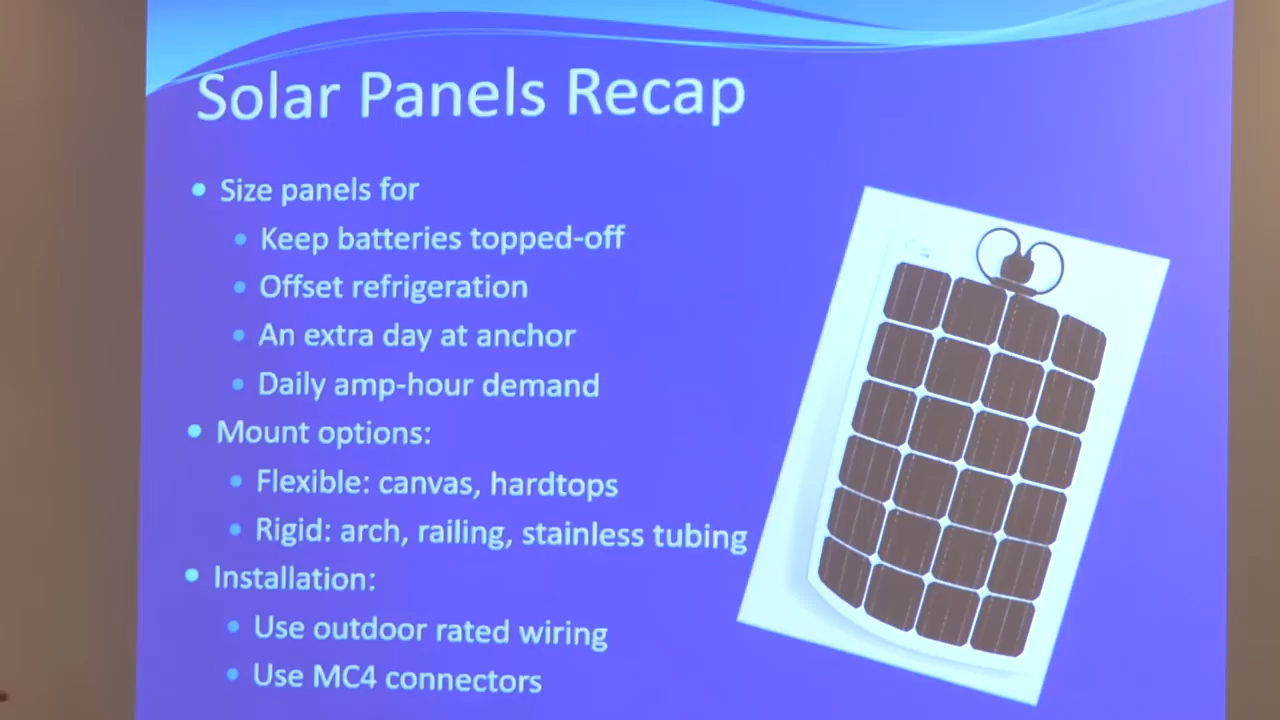 Solar Panels Recap
• Size panels for
• Keep batteries topped-off
• Offset refrigeration
• An extra day at anchor
• Daily amp-hour demand
• Mount options:
• Flexible: canvas, hardtops
• Rigid: arch, railing, stainless tubing
• Installation:
• Use outdoor rated wiring
• Use MC4 connectors